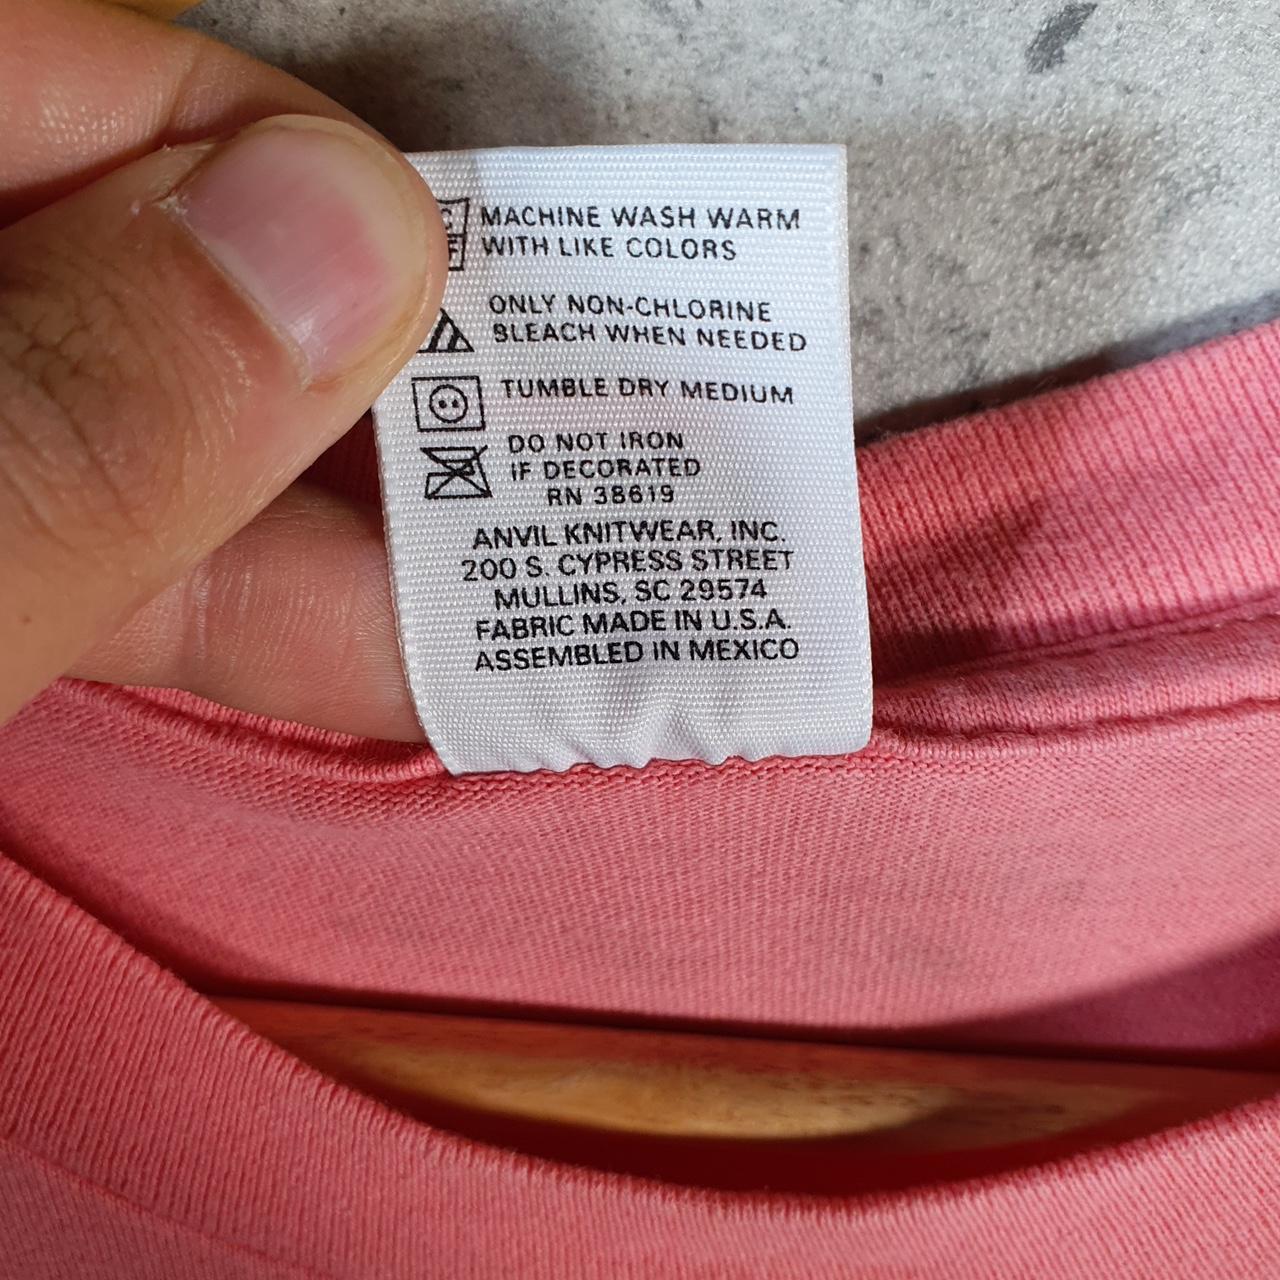 C MACHINE WASH WARM
F WITH LIKE COLORS
ONLY NON-CHLORINE
BLEACH WHEN NEEDED
TUMBLE DRY MEDIUM
DO NOT IRON
IF DECORATED
RN 38619
ANVIL KNITWEAR, INC.
200 S. CYPRESS STREET
MULLINS, SC 29574
FABRIC MADE IN U.S.A.
ASSEMBLED IN MEXICO